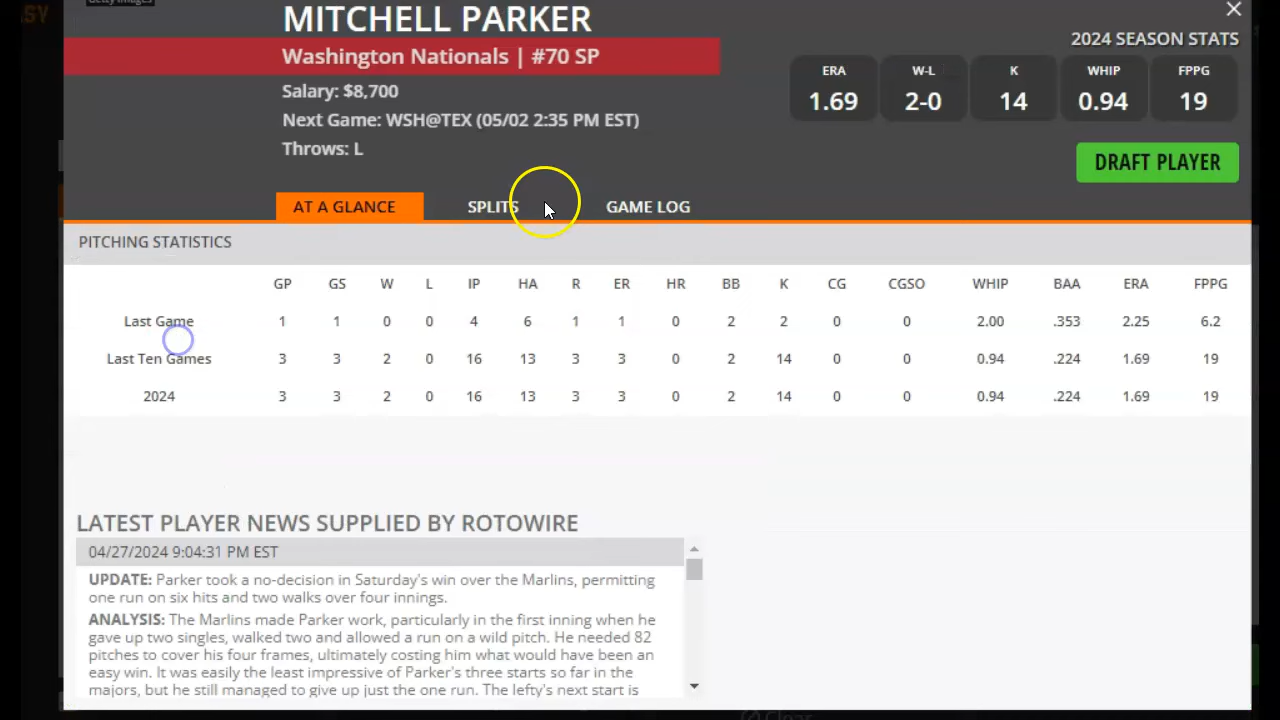 Getty Images
MITCHELL PARKER
Washington Nationals | #70 SP
Salary: $8,700
Next Game: WSH@TEX (05/02 2:35 PM EST)
Throws: L
2024 SEASON STATS
ERA W-L K WHIP FPPG
1.69 2-0 14 0.94 19
DRAFT PLAYER
AT A GLANCE SPLITS GAME LOG
PITCHING STATISTICS
GP GS W L IP HA R ER HR BB K CG CGSO WHIP BAA ERA FPPG
Last Game 1 1 0 0 4 6 1 1 0 2 2 0 0 2.00 .353 2.25 6.2
Last Ten Games 3 3 2 0 16 13 3 3 0 2 14 0 0 0.94 .224 1.69 19
2024 3 3 2 0 16 13 3 3 0 2 14 0 0 0.94 .224 1.69 19
LATEST PLAYER NEWS SUPPLIED BY ROTOWIRE
04/27/2024 9:04:31 PM EST
UPDATE: Parker took a no-decision in Saturday's win over the Marlins, permitting
one run on six hits and two walks over four innings.
ANALYSIS: The Marlins made Parker work, particularly in the first inning when he
gave up two singles, walked two and allowed a run on a wild pitch. He needed 82
pitches to cover his four frames, ultimately costing him what would have been an
easy win. It was easily the least impressive of Parker's three starts so far in the
majors, but he still managed to give up just the one run. The lefty's next start is
Clear